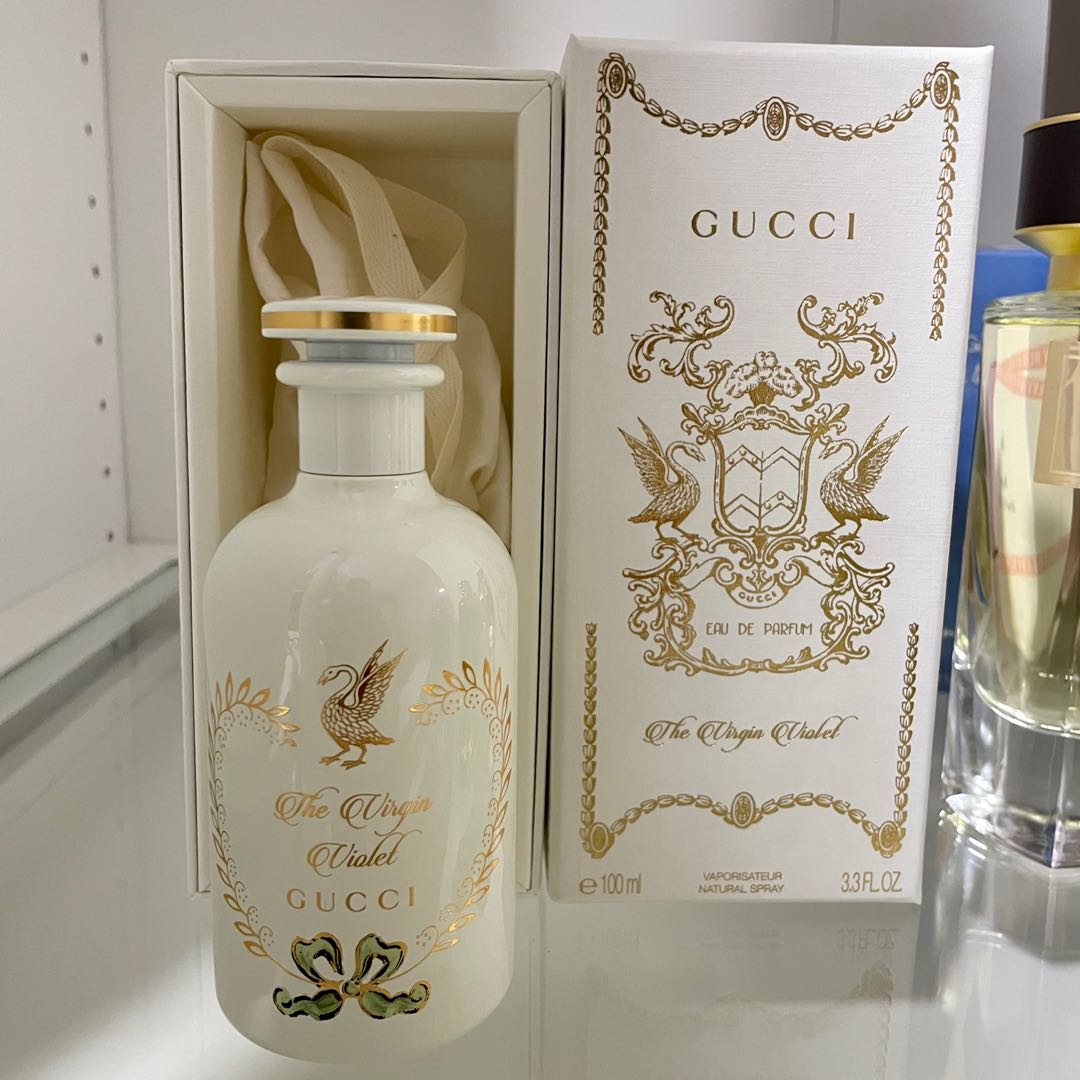 The Virgin
Violet
GUCCI
GUCCI
GUCCI
EAU DE PARFUM
The Virgin Violet
e 100 ml
VAPORISATEUR
NATURAL SPRAY
3.3 FL. OZ.